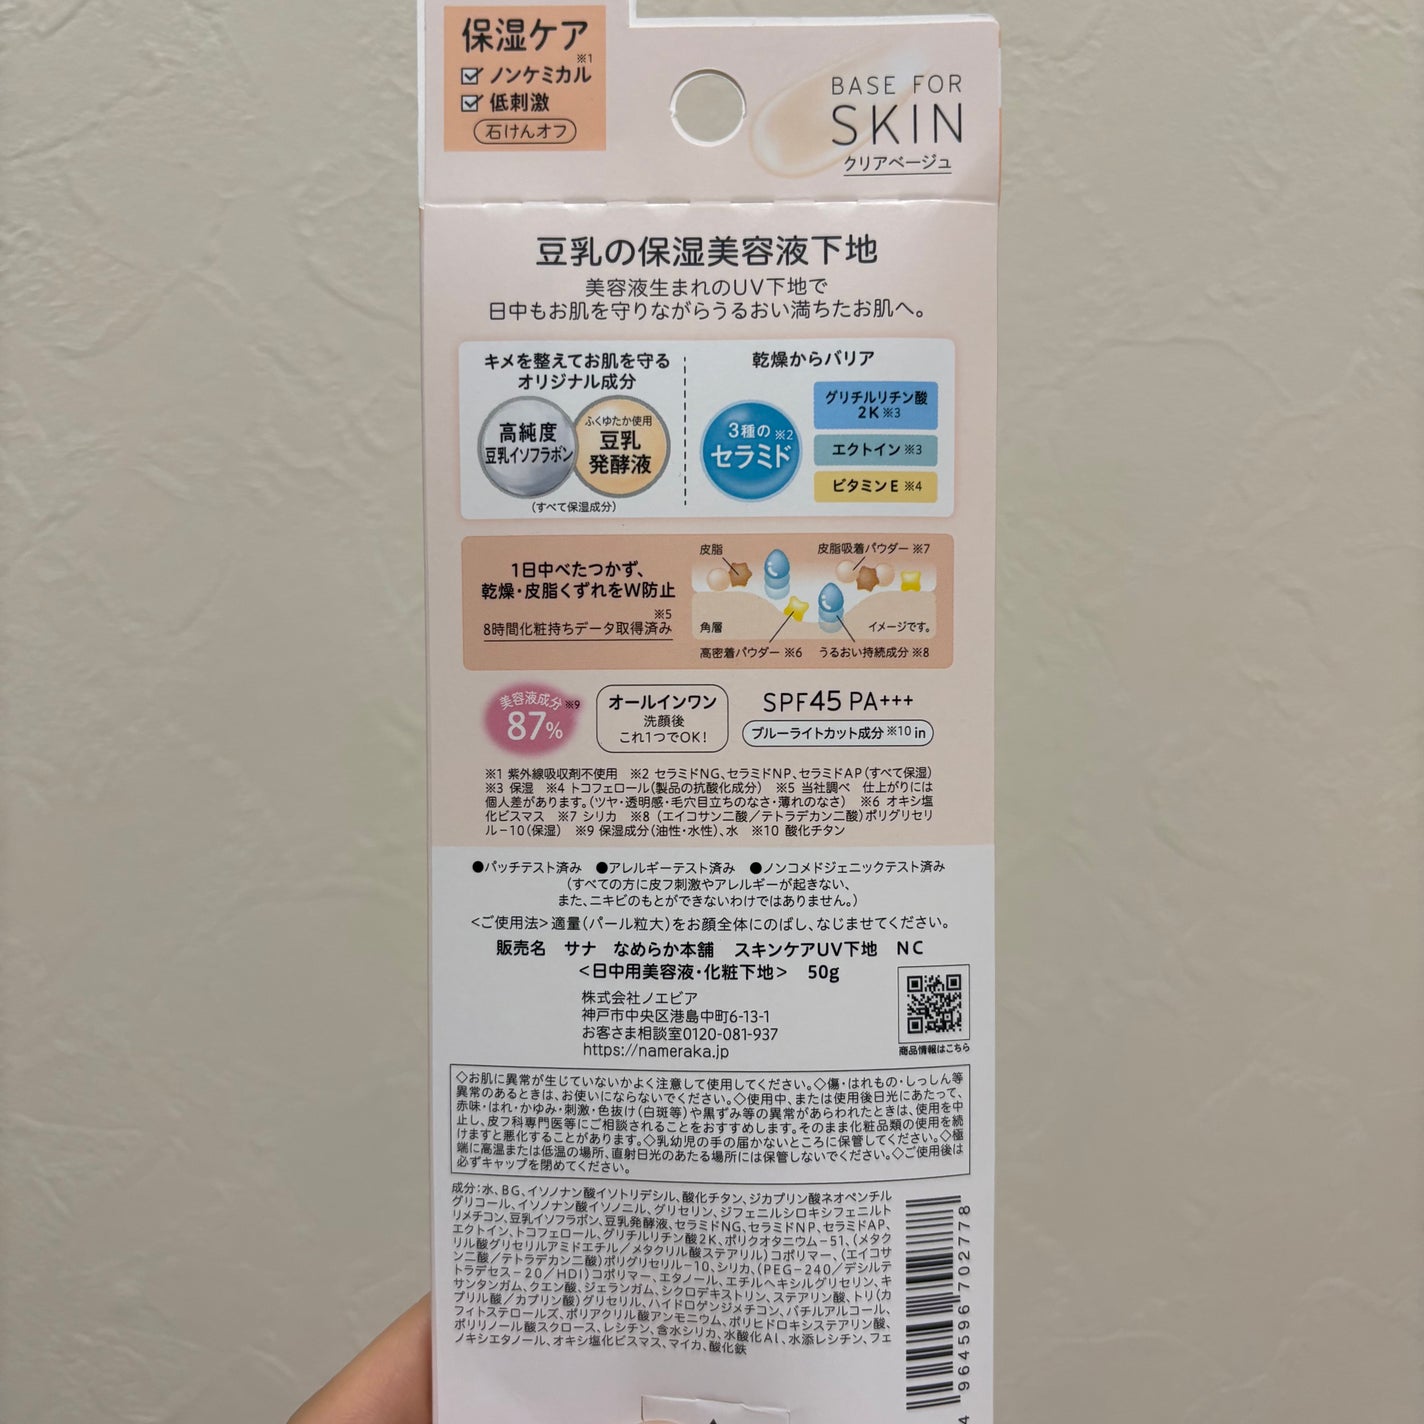 保湿ケア
ノンケミカル※1
低刺激
石けんオフ
BASE FOR
SKIN
クリアベージュ
豆乳の保湿美容液下地
美容液生まれのUV下地で
日中もお肌を守りながらうるおい満ちたお肌へ。
キメを整えてお肌を守る
オリジナル成分
高純度
豆乳イソフラボン
ふくゆたか使用
豆乳
発酵液
(すべて保湿成分)
乾燥からバリア
3種の※2
セラミド
グリチルリチン酸
2K※3
エクトイン※3
ビタミンE※4
1日中べたつかず、
乾燥・皮脂くずれをW防止
※5
8時間化粧持ちデータ取得済み
皮脂
皮脂吸着パウダー※7
角層
イメージです。
高密着パウダー※6
うるおい持続成分※8
美容液成分※9
87%
オールインワン
洗顔後
これ1つでOK!
SPF45 PA+++
ブルーライトカット成分※10 in
※1 紫外線吸収剤不使用 ※2 セラミドNG、セラミドNP、セラミドAP(すべて保湿)
※3 保湿 ※4 トコフェロール(製品の抗酸化成分) ※5 当社調べ 仕上がりには
個人差があります。(ツヤ・透明感・毛穴目立ちのなさ・薄れのなさ) ※6 オキシ塩
化ビスマス ※7 シリカ ※8 (エイコサン二酸/テトラデカン二酸)ポリグリセリ
ル-10(保湿) ※9 保湿成分(油性・水性)、水 ※10 酸化チタン
●パッチテスト済み ●アレルギーテスト済み ●ノンコメドジェニックテスト済み
(すべての方に皮フ刺激やアレルギーが起きない、
また、ニキビのもとができないわけではありません。)
<ご使用法>適量(パール粒大)をお顔全体にのばし、なじませてください。
販売名 サナ なめらか本舗 スキンケアUV下地 NC
<日中用美容液・化粧下地> 50g
株式会社ノエビア
神戸市中央区港島中町6-13-1
お客さま相談室0120-081-937
https://nameraka.jp
商品情報はこちら
◇お肌に異常が生じていないかよく注意して使用してください。◇傷・はれもの・しっしん等
異常のあるときは、お使いにならないでください。◇使用中、または使用後日光にあたって、
赤味・はれ・かゆみ・刺激・色抜け(白斑等)や黒ずみ等の異常があらわれたときは、使用を中
止し、皮フ科専門医等にご相談されることをおすすめします。そのまま化粧品類の使用を続
けますと悪化することがあります。◇乳幼児の手の届かないところに保管してください。◇極
端に高温または低温の場所、直射日光のあたる場所には保管しないでください。◇ご使用後は
必ずキャップを閉めてください。
成分:水、BG、イソノナン酸イソトリデシル、酸化チタン、ジカプリン酸ネオペンチル
グリコール、イソノナン酸イソノニル、グリセリン、ジフェニルシロキシフェニルト
リメチコン、豆乳イソフラボン、豆乳発酵液、セラミドNG、セラミドNP、セラミドAP、
エクトイン、トコフェロール、グリチルリチン酸2K、ポリクオタニウム-51、(メタク
リル酸グリセリルアミドエチル/メタクリル酸ステアリル)コポリマー、(エイコサ
ン二酸/テトラデカン二酸)ポリグリセリル-10、シリカ、(PEG-240/デシルテ
トラデセス-20/HDI)コポリマー、エタノール、エチルヘキシルグリセリン、キ
サンタンガム、クエン酸、ジェランガム、シクロデキストリン、ステアリン酸、トリ(カ
プリル酸/カプリン酸)グリセリル、ハイドロゲンジメチコン、バチルアルコール、
フィトステロールズ、ポリアクリル酸アンモニウム、ポリヒドロキシステアリン酸、
ポリリノール酸スクロース、レシチン、含水シリカ、水酸化Al、水添レシチン、フェ
ノキシエタノール、オキシ塩化ビスマス、マイカ、酸化鉄
4 964596 702778